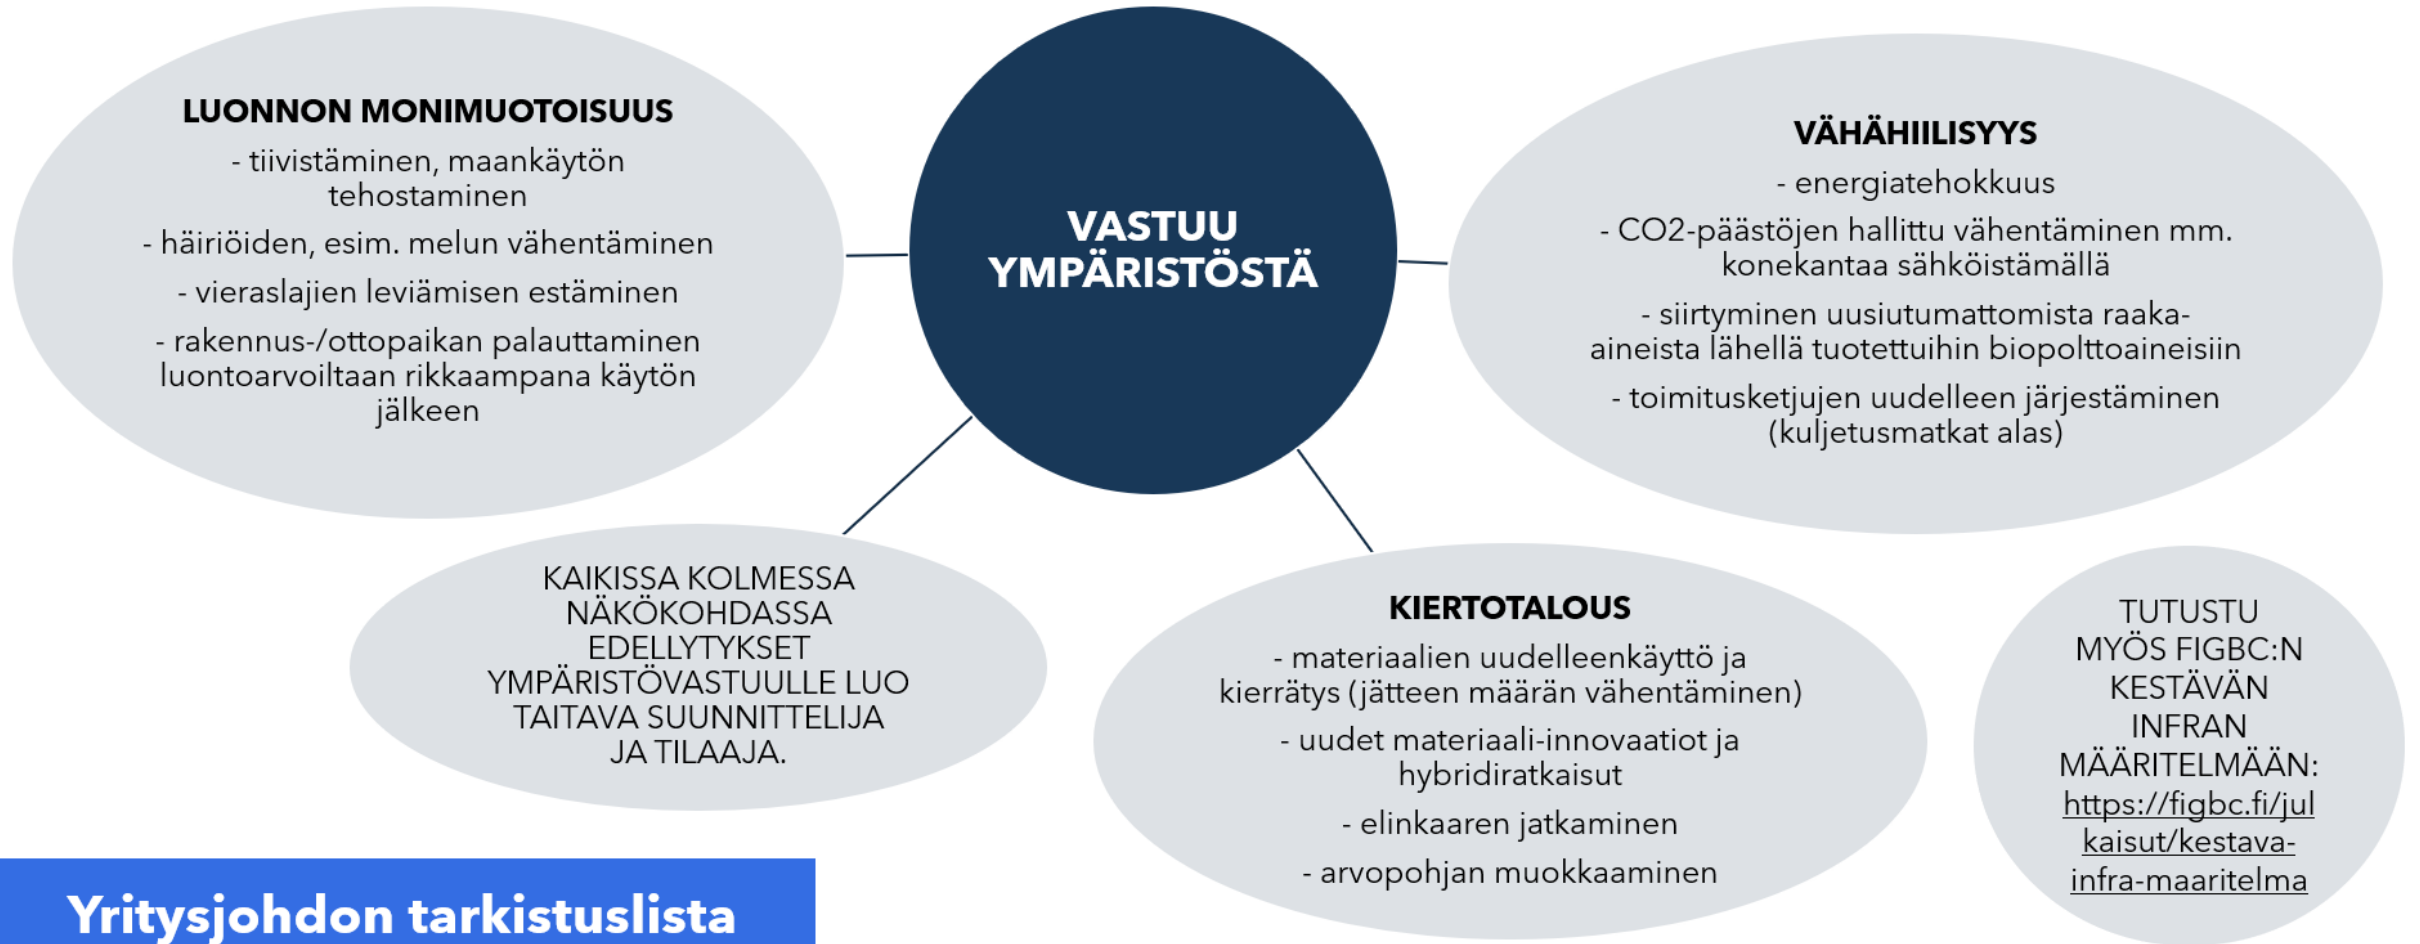 LUONNON MONIMUOTOISUUS
- tiivistäminen, maankäytön
tehostaminen
- häiriöiden, esim. melun vähentäminen
- vieraslajien leviämisen estäminen
- rakennus-/ottopaikan palauttaminen
luontoarvoiltaan rikkaampana käytön
jälkeen
VASTUU
YMPÄRISTÖSTÄ
VÄHÄHIILISYYS
- energiatehokkuus
- CO2-päästöjen hallittu vähentäminen mm.
konekantaa sähköistämällä
- siirtyminen uusiutumattomista raaka-
aineista lähellä tuotettuihin biopolttoaineisiin
- toimitusketjujen uudelleen järjestäminen
(kuljetusmatkat alas)
KAIKISSA KOLMESSA
NÄKÖKOHDASSA
EDELLYTYKSET
YMPÄRISTÖVASTUULLE LUO
TAITAVA SUUNNITTELIJA
JA TILAAJA.
KIERTOTALOUS
- materiaalien uudelleenkäyttö ja
kierrätys (jätteen määrän vähentäminen)
- uudet materiaali-innovaatiot ja
hybridiratkaisut
- elinkaaren jatkaminen
- arvopohjan muokkaaminen
TUTUSTU
MYÖS FIGBC:N
KESTÄVÄN
INFRAN
MÄÄRITELMÄÄN:
https://figbc.fi/jul
kaisut/kestava-
infra-maaritelma
Yritysjohdon tarkistuslista